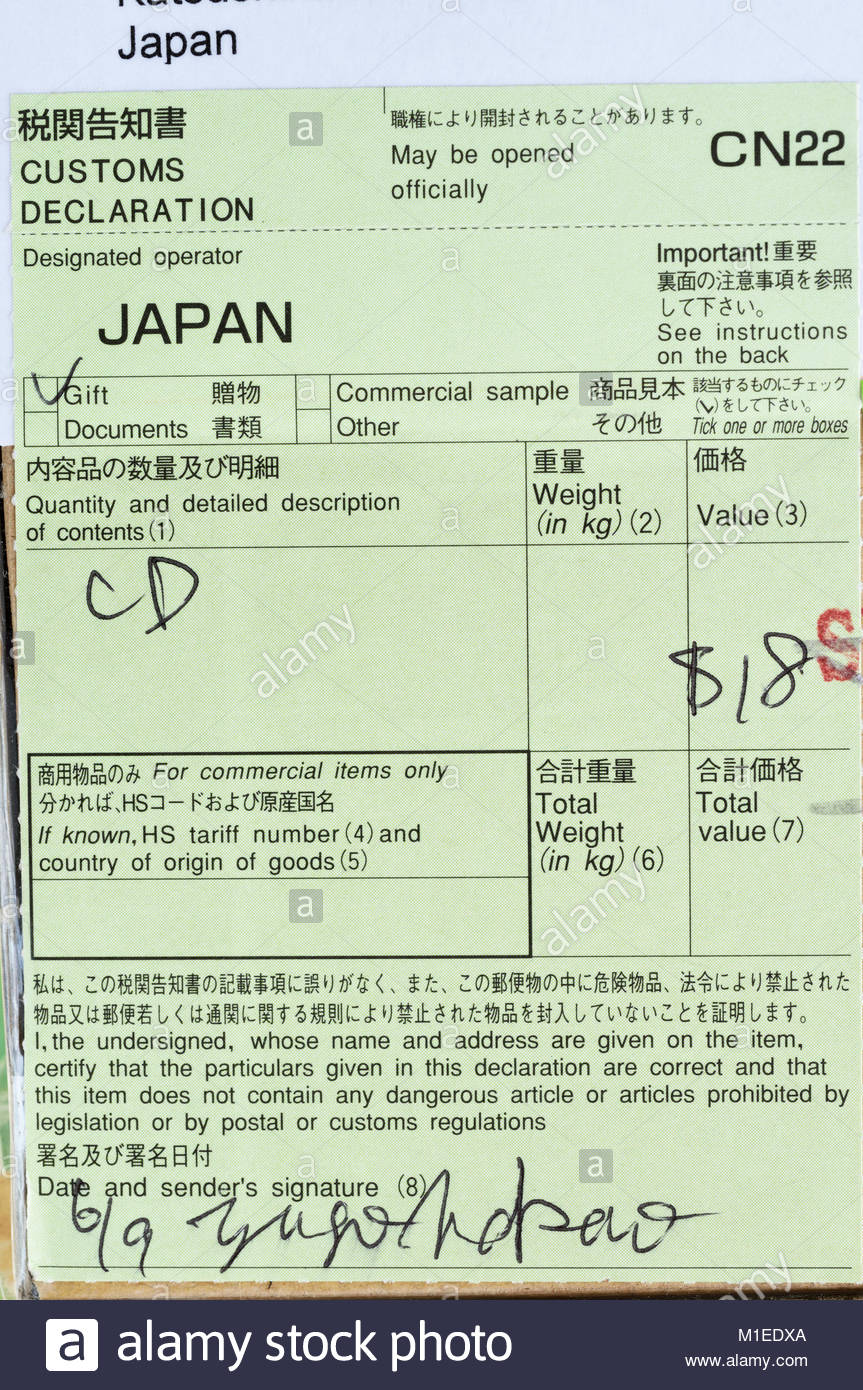 Japan
税関告知書
CUSTOMS
DECLARATION
職権により開封されることがあります。
May be opened
officially
CN22
Designated operator
JAPAN
Important!重要
裏面の注意事項を参照
して下さい。
See instructions
on the back
Gift 贈物
Commercial sample 商品見本
Documents 書類
Other その他
該当するものにチェック
(✓)をして下さい。
Tick one or more boxes
内容品の数量及び明細
Quantity and detailed description
of contents(1)
重量
Weight
(in kg)(2)
価格
Value(3)
CD
$18
S
商用物品のみ For commercial items only
分かれば、HSコードおよび原産国名
If known, HS tariff number(4)and
country of origin of goods(5)
合計重量
Total
Weight
(in kg)(6)
合計価格
Total
value(7)
私は、この税関告知書の記載事項に誤りがなく、また、この郵便物の中に危険物品、法令により禁止された
物品又は郵便若しくは通関に関する規則により禁止された物品を封入していないことを証明します。
I, the undersigned, whose name and address are given on the item,
certify that the particulars given in this declaration are correct and that
this item does not contain any dangerous article or articles prohibited by
legislation or by postal or customs regulations
署名及び署名日付
Date and sender's signature (8)
6/9
a alamy stock photo
M1EDXA
www.alamy.com